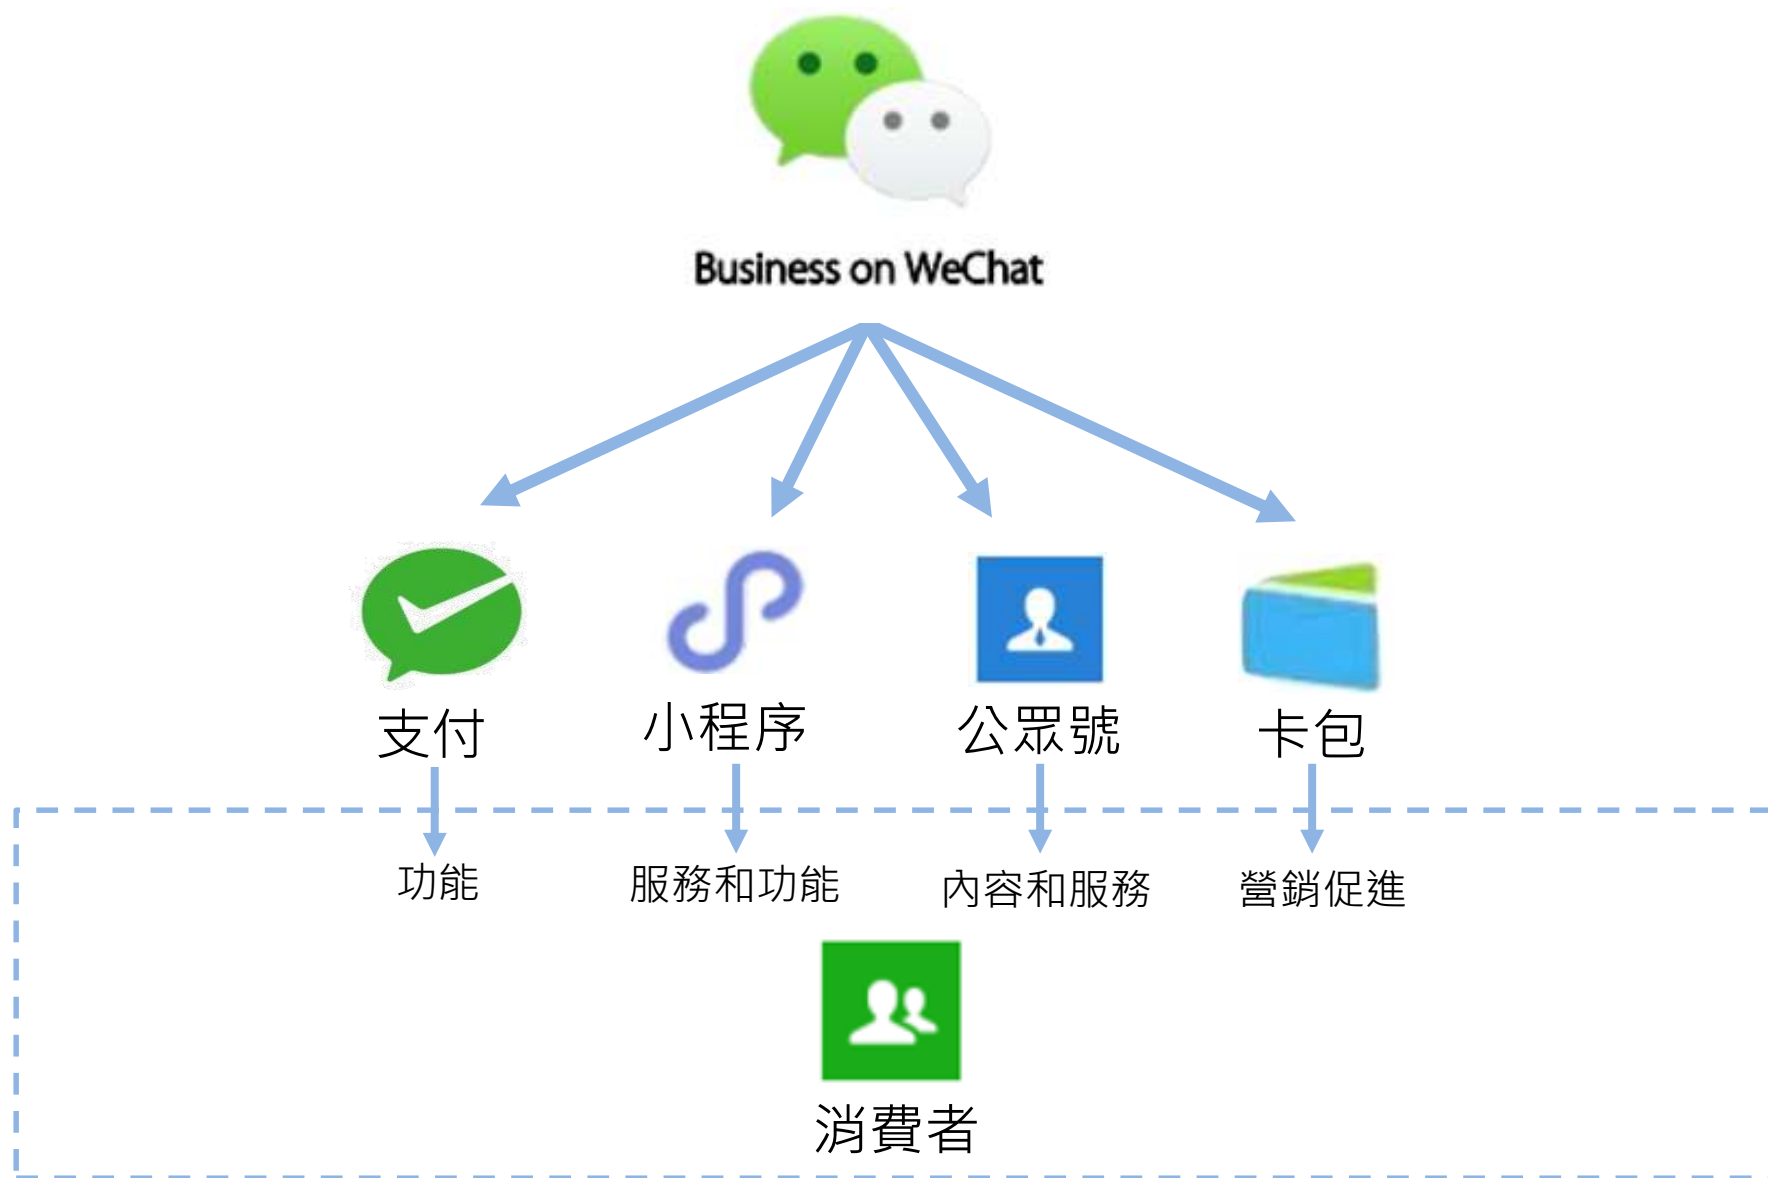 Business on WeChat
支付
小程序
公眾號
卡包
功能
服務和功能
內容和服務
營銷促進
消費者